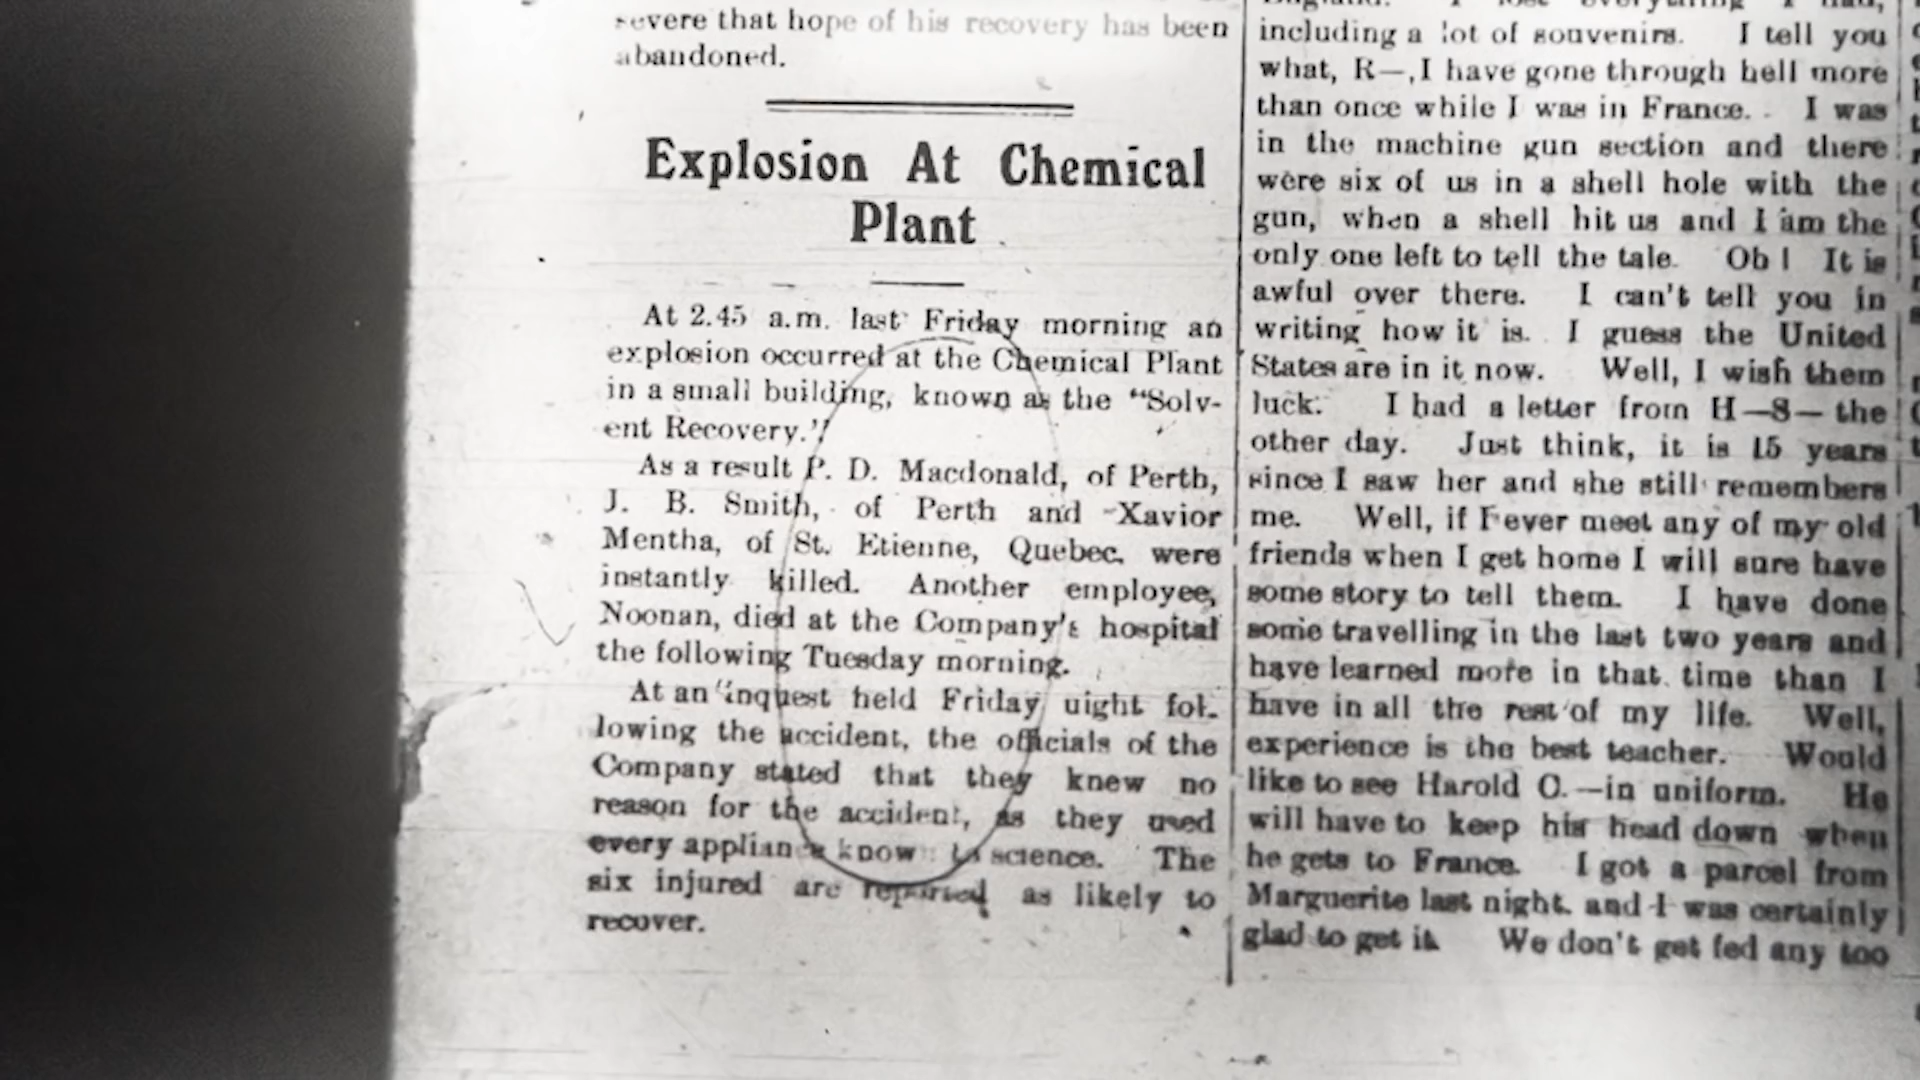 severe that hope of his recovery has been
abandoned.
Explosion At Chemical
Plant
At 2.45 a.m. last Friday morning an
explosion occurred at the Chemical Plant
in a small building, known as the "Solv-
ent Recovery."
As a result P. D. Macdonald, of Perth,
J. B. Smith, of Perth and Xavior
Mentha, of St. Etienne, Quebec. were
instantly killed. Another employee,
Noonan, died at the Company's hospital
the following Tuesday morning.
At an inquest held Friday uight fol-
lowing the accident, the officials of the
Company stated that they knew no
reason for the accident, as they used
every appliance known to science. The
six injured are reported as likely to
recover.
including a lot of souvenirs. I tell you
what, R—, I have gone through hell more
than once while I was in France. I was
in the machine gun section and there
were six of us in a shell hole with the
gun, when a shell hit us and I am the
only one left to tell the tale. Oh! It is
awful over there. I can't tell you in
writing how it is. I guess the United
States are in it now. Well, I wish them
luck. I had a letter from H—S— the
other day. Just think, it is 15 years
since I saw her and she still remembers
me. Well, if I ever meet any of my old
friends when I get home I will sure have
some story to tell them. I have done
some travelling in the last two years and
have learned more in that time than I
have in all the rest of my life. Well,
experience is the best teacher. Would
like to see Harold C.—in uniform. He
will have to keep his head down when
he gets to France. I got a parcel from
Marguerite last night. and I was certainly
glad to get it. We don't get fed any too